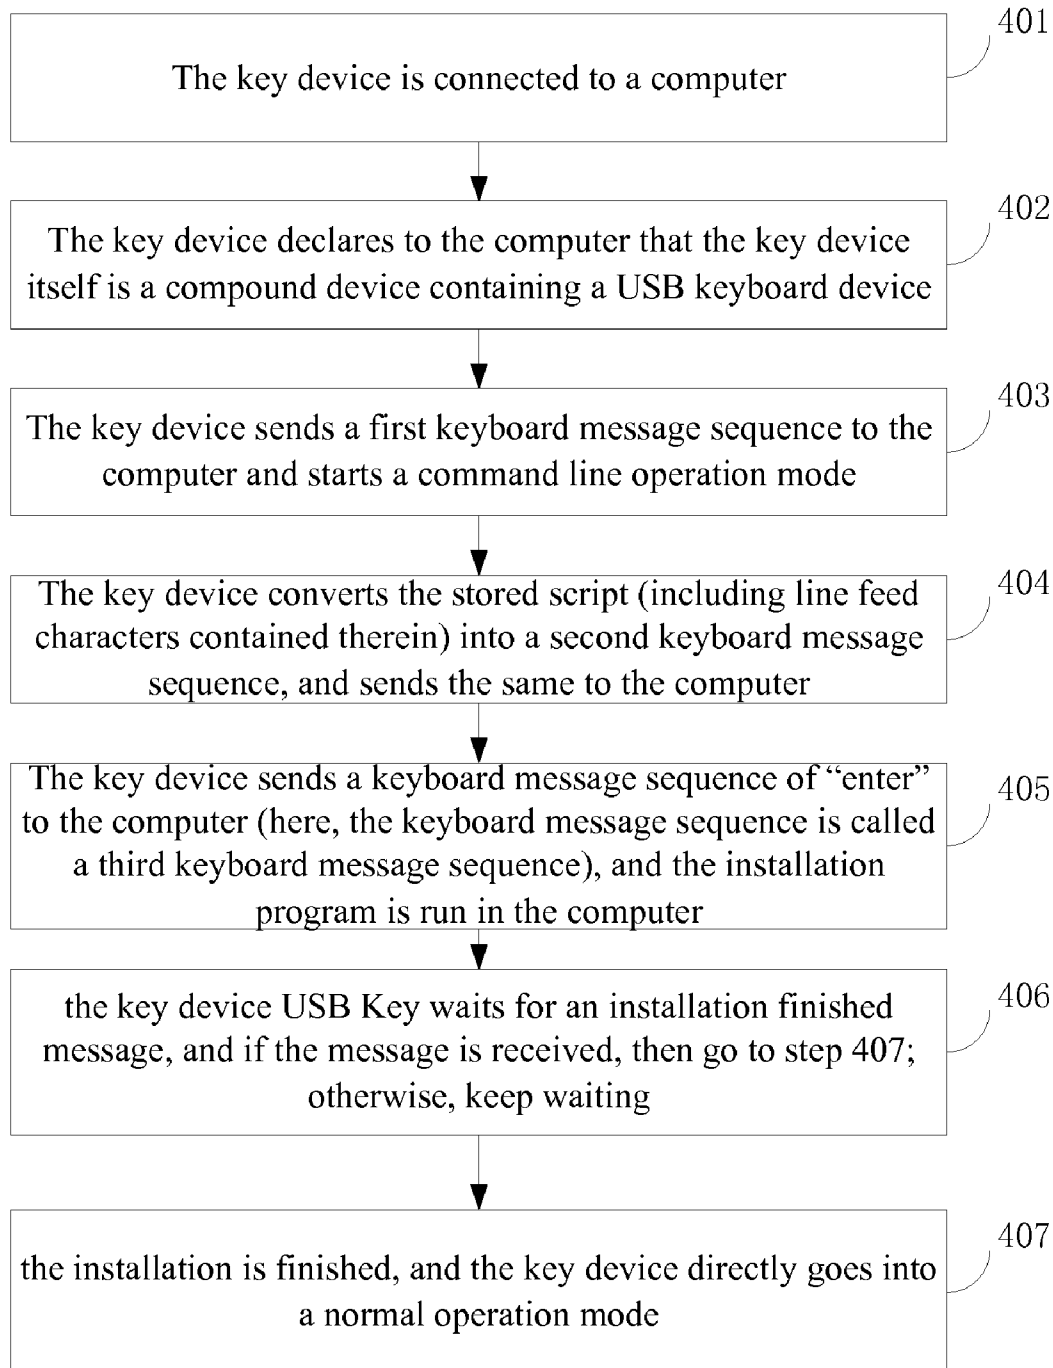 401
The key device is connected to a computer
402
The key device declares to the computer that the key device
itself is a compound device containing a USB keyboard device
403
The key device sends a first keyboard message sequence to the
computer and starts a command line operation mode
404
The key device converts the stored script (including line feed
characters contained therein) into a second keyboard message
sequence, and sends the same to the computer
405
The key device sends a keyboard message sequence of “enter”
to the computer (here, the keyboard message sequence is called
a third keyboard message sequence), and the installation
program is run in the computer
406
the key device USB Key waits for an installation finished
message, and if the message is received, then go to step 407;
otherwise, keep waiting
407
the installation is finished, and the key device directly goes into
a normal operation mode